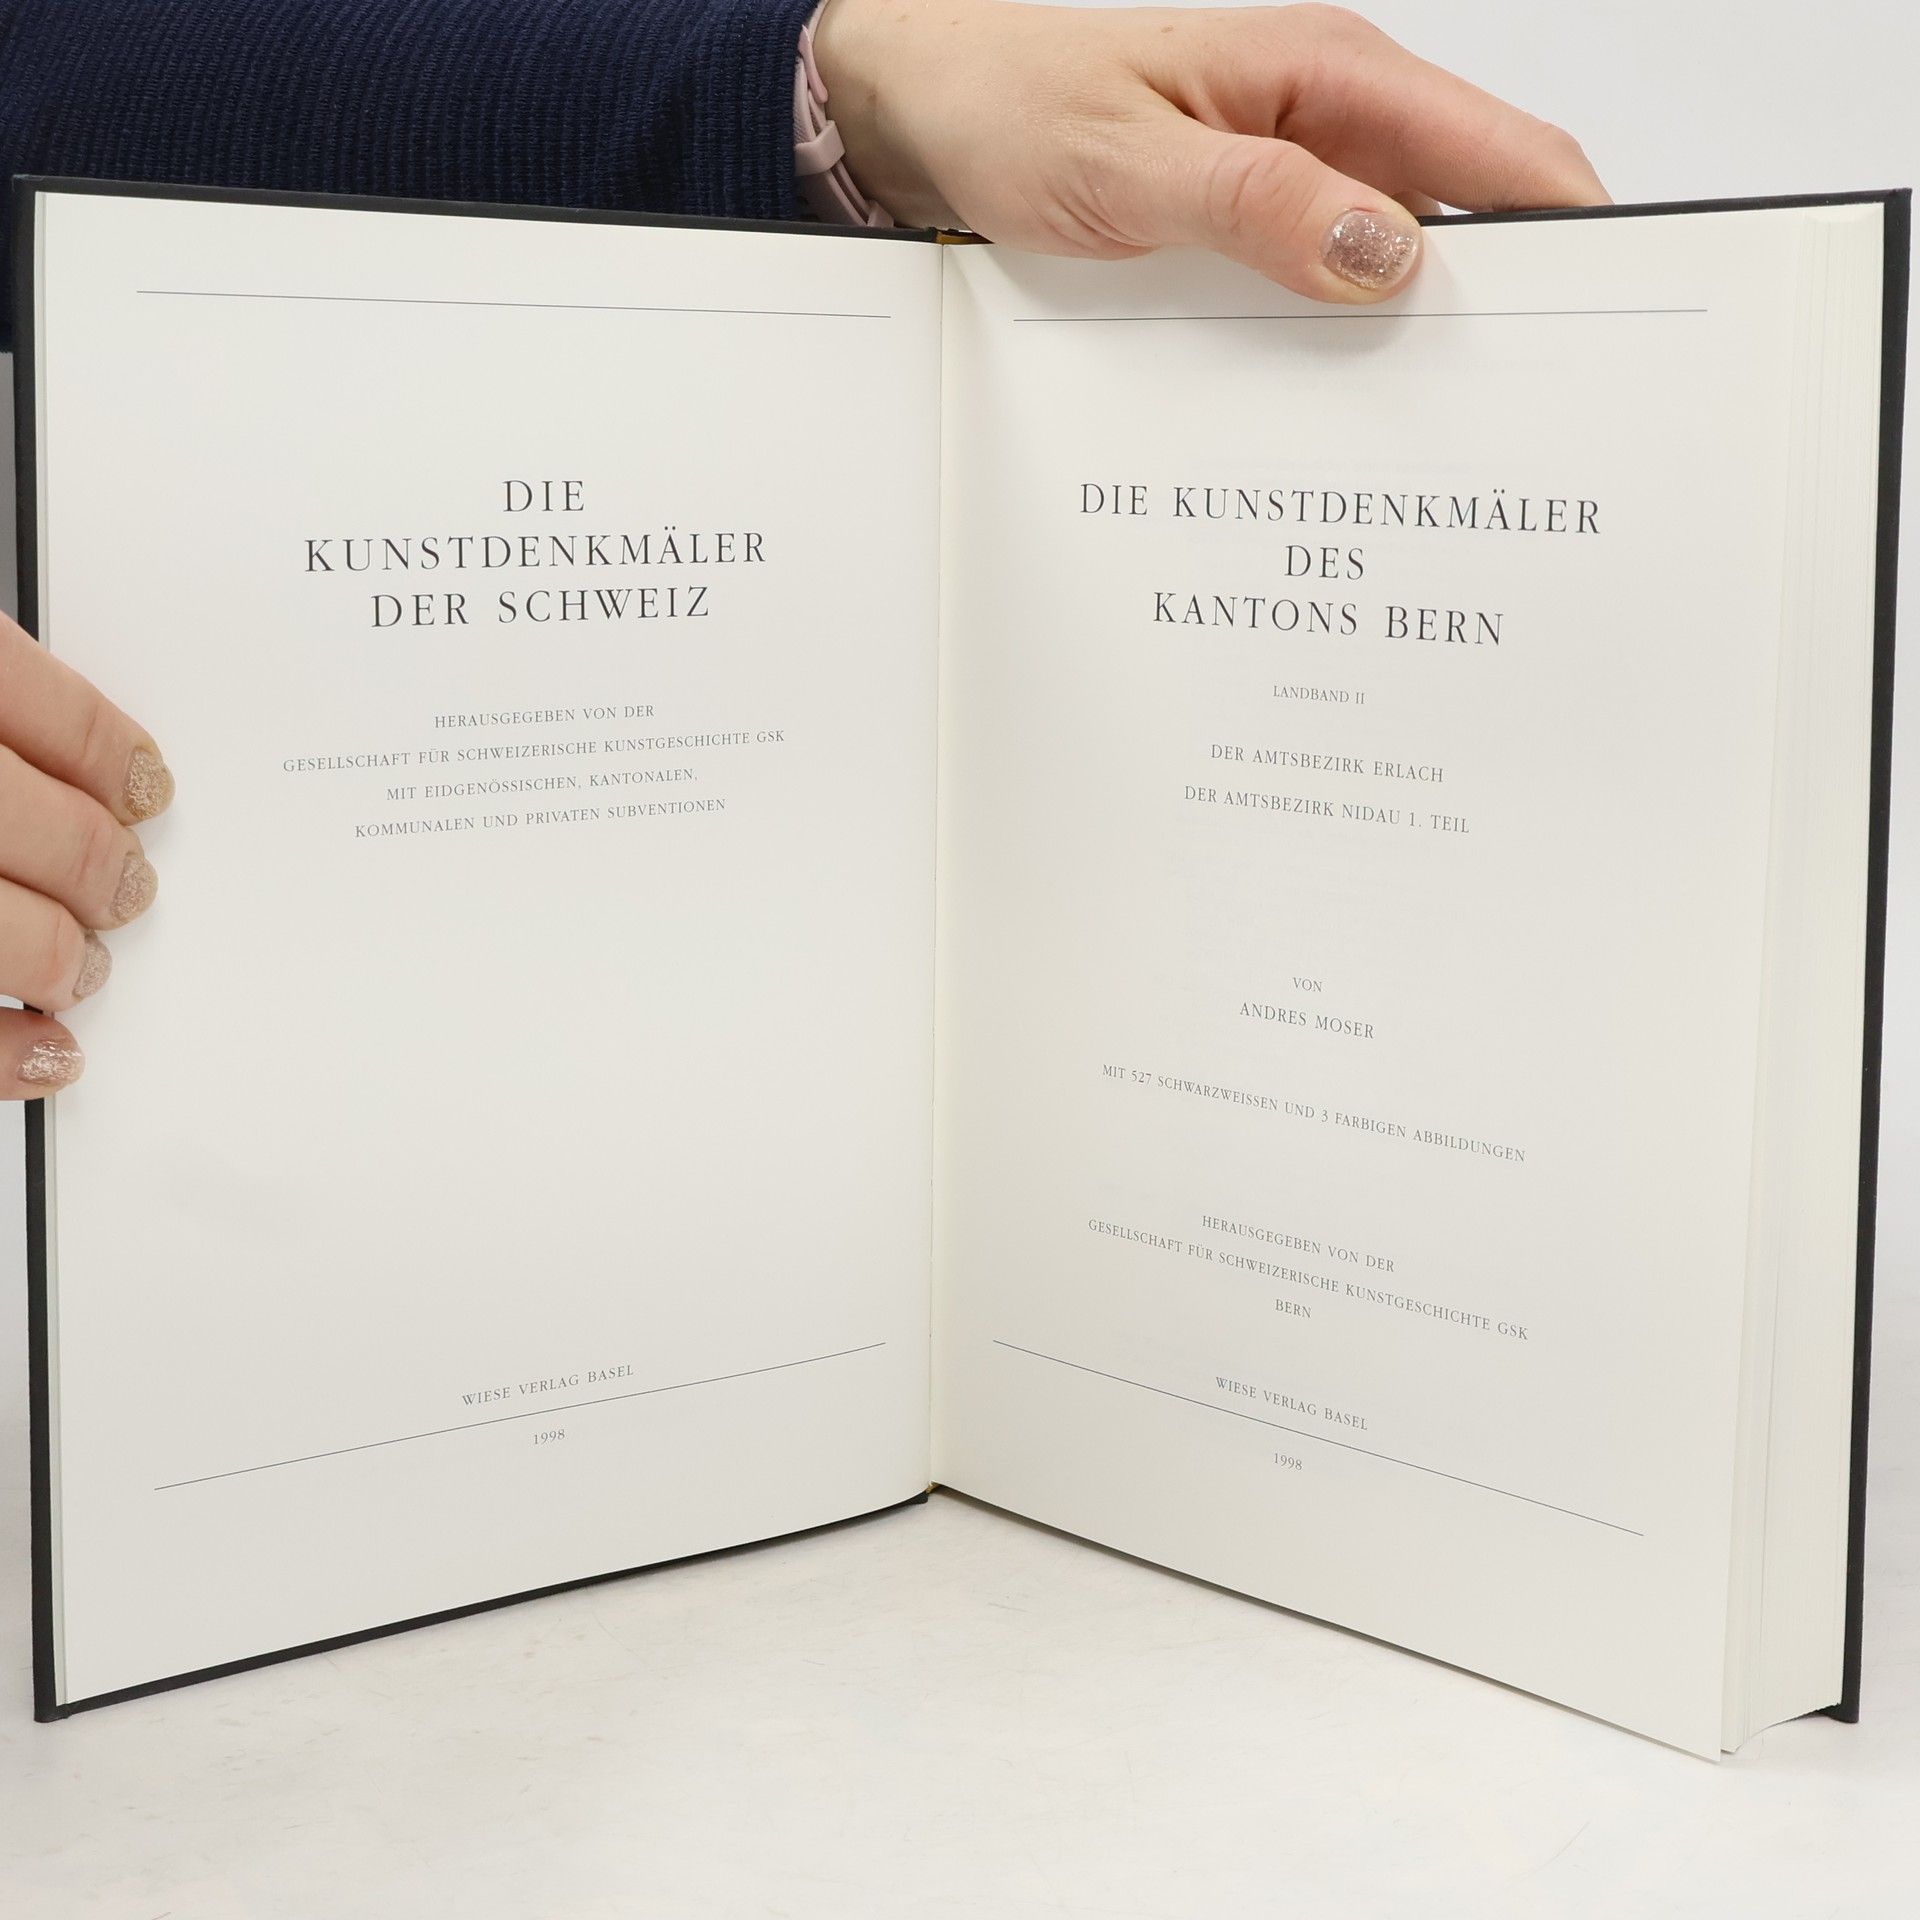 DIE
KUNSTDENKMÄLER
DER SCHWEIZ
HERAUSGEGEBEN VON DER
GESELLSCHAFT FÜR SCHWEIZERISCHE KUNSTGESCHICHTE GSK
MIT EIDGENÖSSISCHEN, KANTONALEN,
KOMMUNALEN UND PRIVATEN SUBVENTIONEN
WIESE VERLAG BASEL
1998
DIE KUNSTDENKMÄLER
DES
KANTONS BERN
LANDBAND II
DER AMTSBEZIRK ERLACH
DER AMTSBEZIRK NIDAU 1. TEIL
VON
ANDRES MOSER
MIT 527 SCHWARZWEISSEN UND 3 FARBIGEN ABBILDUNGEN
HERAUSGEGEBEN VON DER
GESELLSCHAFT FÜR SCHWEIZERISCHE KUNSTGESCHICHTE GSK
BERN
WIESE VERLAG BASEL
1998